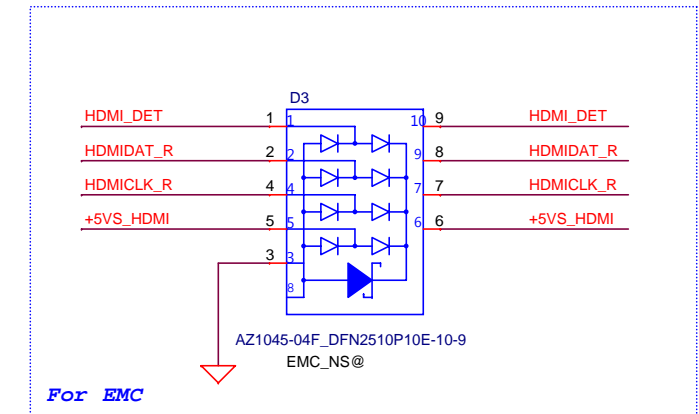 D3
HDMI_DET 1 1 10 9 HDMI_DET
HDMIDAT_R 2 2 9 8 HDMIDAT_R
HDMICLK_R 4 4 7 7 HDMICLK_R
+5VS_HDMI 5 5 6 6 +5VS_HDMI
3 3
8
AZ1045-04F_DFN2510P10E-10-9
EMC_NS@
For EMC